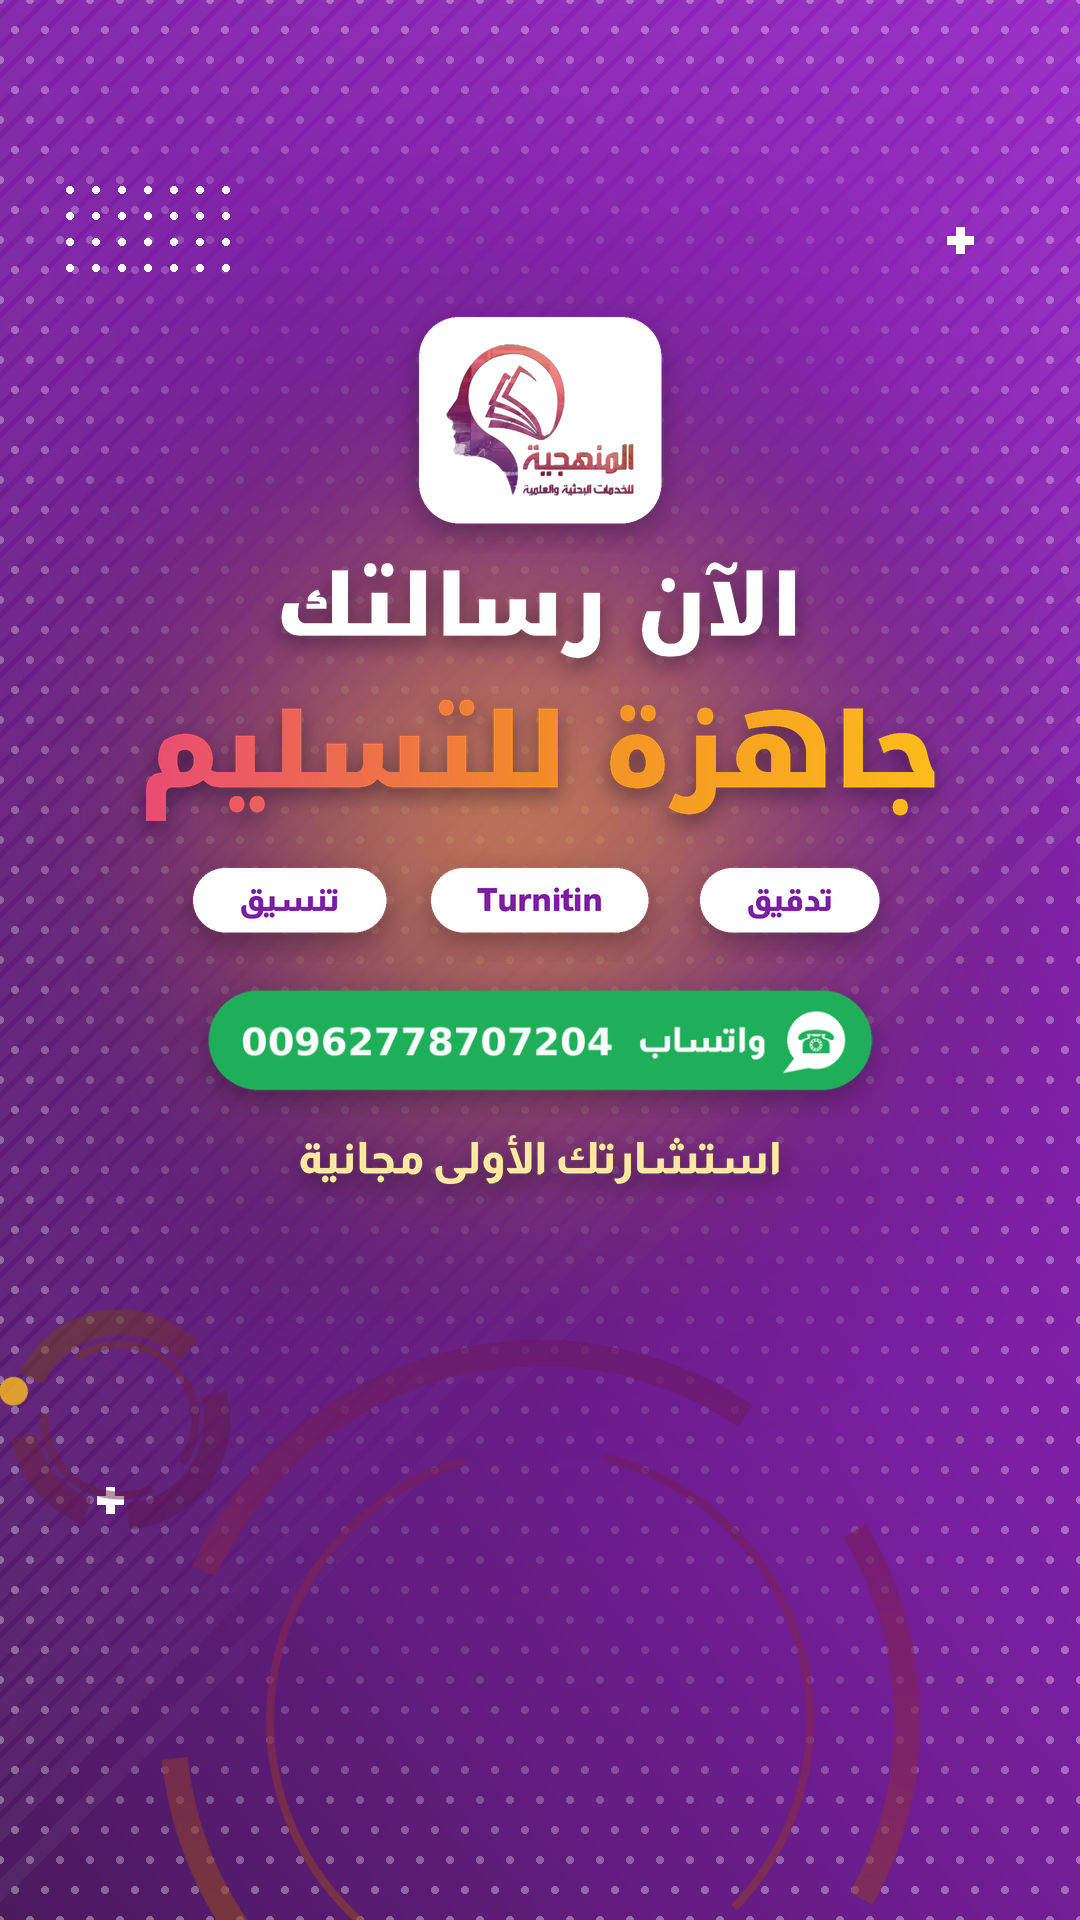 المنهجية
للخدمات البحثية والعلمية
الآن رسالتك
جاهزة للتسليم
تدقيق Turnitin تنسيق
واتساب 00962778707204
استشارتك الأولى مجانية